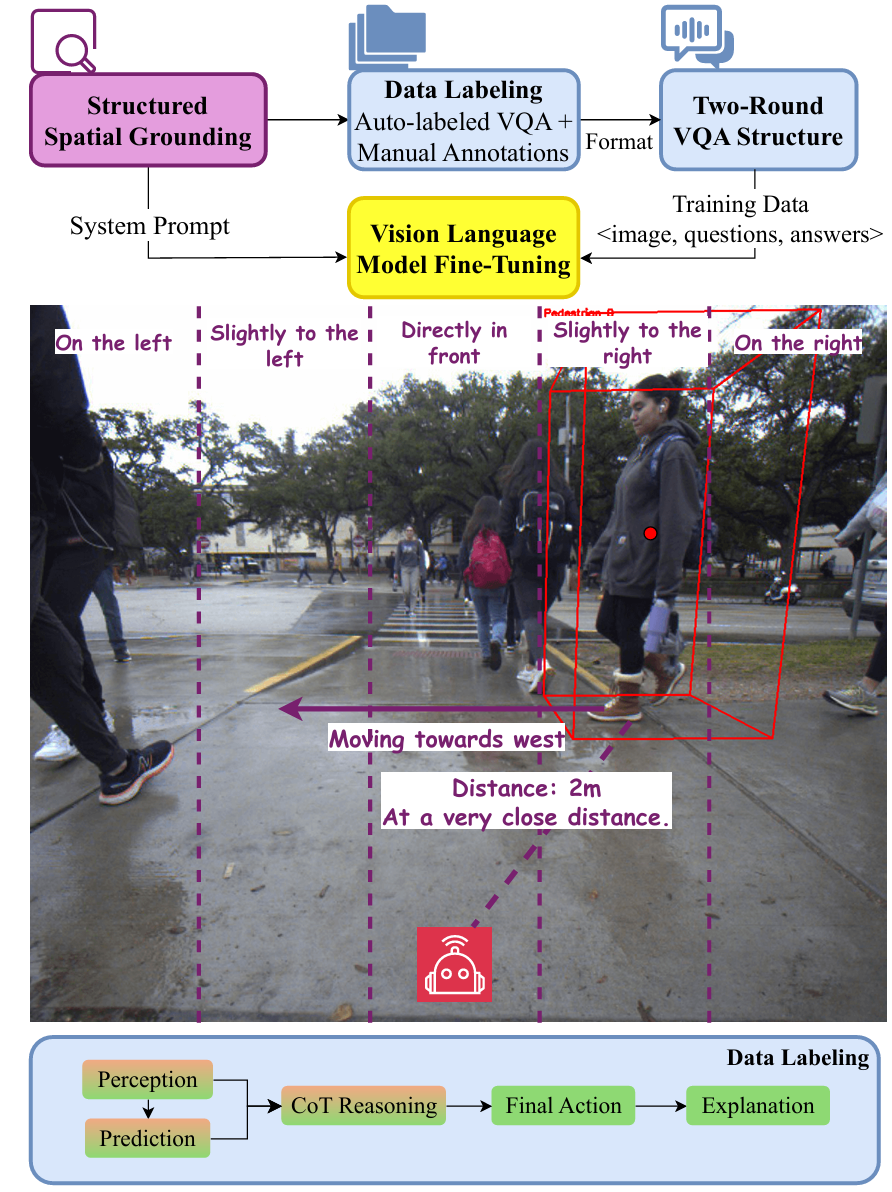 Structured
Spatial Grounding
Data Labeling
Auto-labeled VQA +
Manual Annotations
Format
Two-Round
VQA Structure
System Prompt
Vision Language
Model Fine-Tuning
Training Data
<image, questions, answers>
On the left
Slightly to the
left
Directly in
front
Pedestrian
Slightly to the
right
On the right
Moving towards west
Distance: 2m
At a very close distance.
Data Labeling
Perception
Prediction
CoT Reasoning
Final Action
Explanation